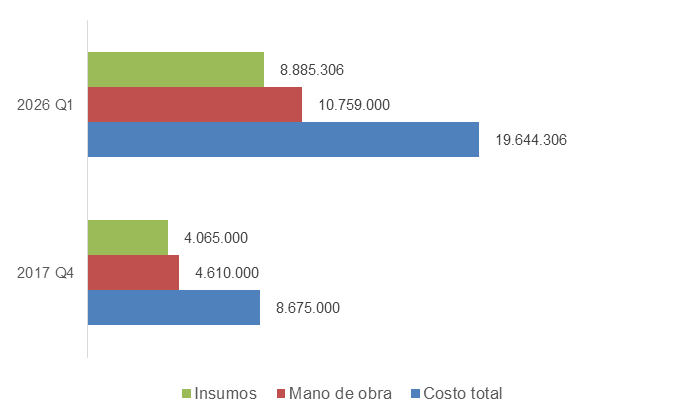 8.885.306
2026 Q1
10.759.000
19.644.306
4.065.000
2017 Q4
4.610.000
8.675.000
Insumos
Mano de obra
Costo total